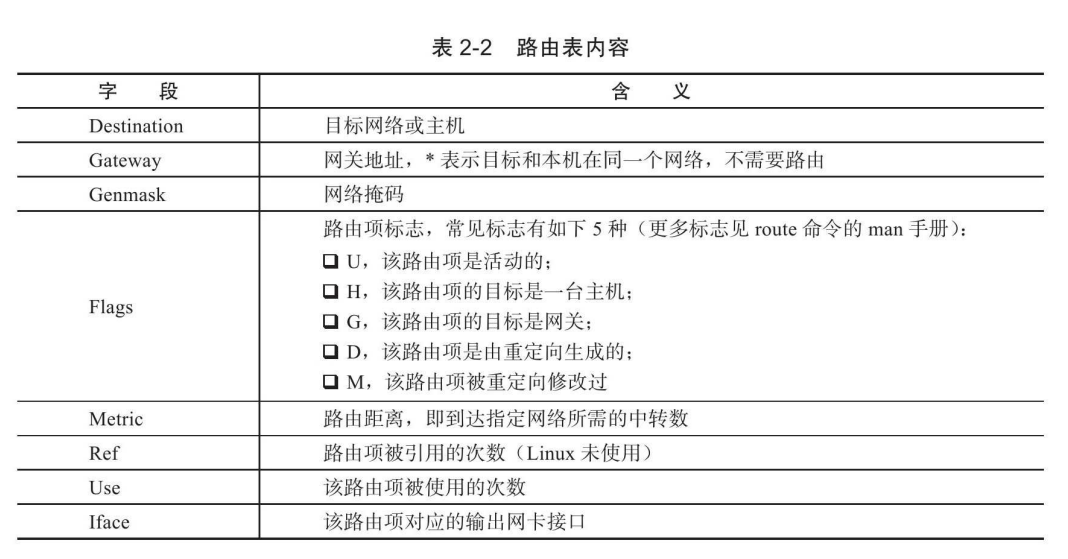 表 2-2 路由表内容
字 段 含 义
Destination 目标网络或主机
Gateway 网关地址，* 表示目标和本机在同一个网络，不需要路由
Genmask 网络掩码
路由项标志，常见标志有如下 5 种（更多标志见 route 命令的 man 手册）：
❑ U，该路由项是活动的；
❑ H，该路由项的目标是一台主机；
Flags
❑ G，该路由项的目标是网关；
❑ D，该路由项是由重定向生成的；
❑ M，该路由项被重定向修改过
Metric 路由距离，即到达指定网络所需的中转数
Ref 路由项被引用的次数（Linux 未使用）
Use 该路由项被使用的次数
Iface 该路由项对应的输出网卡接口